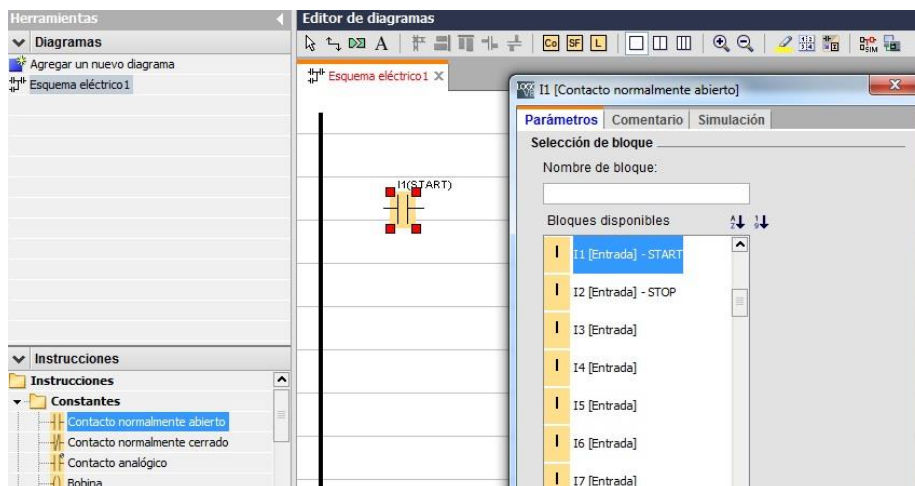 Herramientas
Diagramas
Agregar un nuevo diagrama
Esquema eléctrico1
Instrucciones
Instrucciones
Constantes
Contacto normalmente abierto
Contacto normalmente cerrado
Contacto analógico
Bobina
Editor de diagramas
A
Co SF L
SIM
Esquema eléctrico1
I1(START)
I1 [Contacto normalmente abierto]
Parámetros Comentario Simulación
Selección de bloque
Nombre de bloque:
Bloques disponibles
I I1 [Entrada] - START
I I2 [Entrada] - STOP
I I3 [Entrada]
I I4 [Entrada]
I I5 [Entrada]
I I6 [Entrada]
I I7 [Entrada]